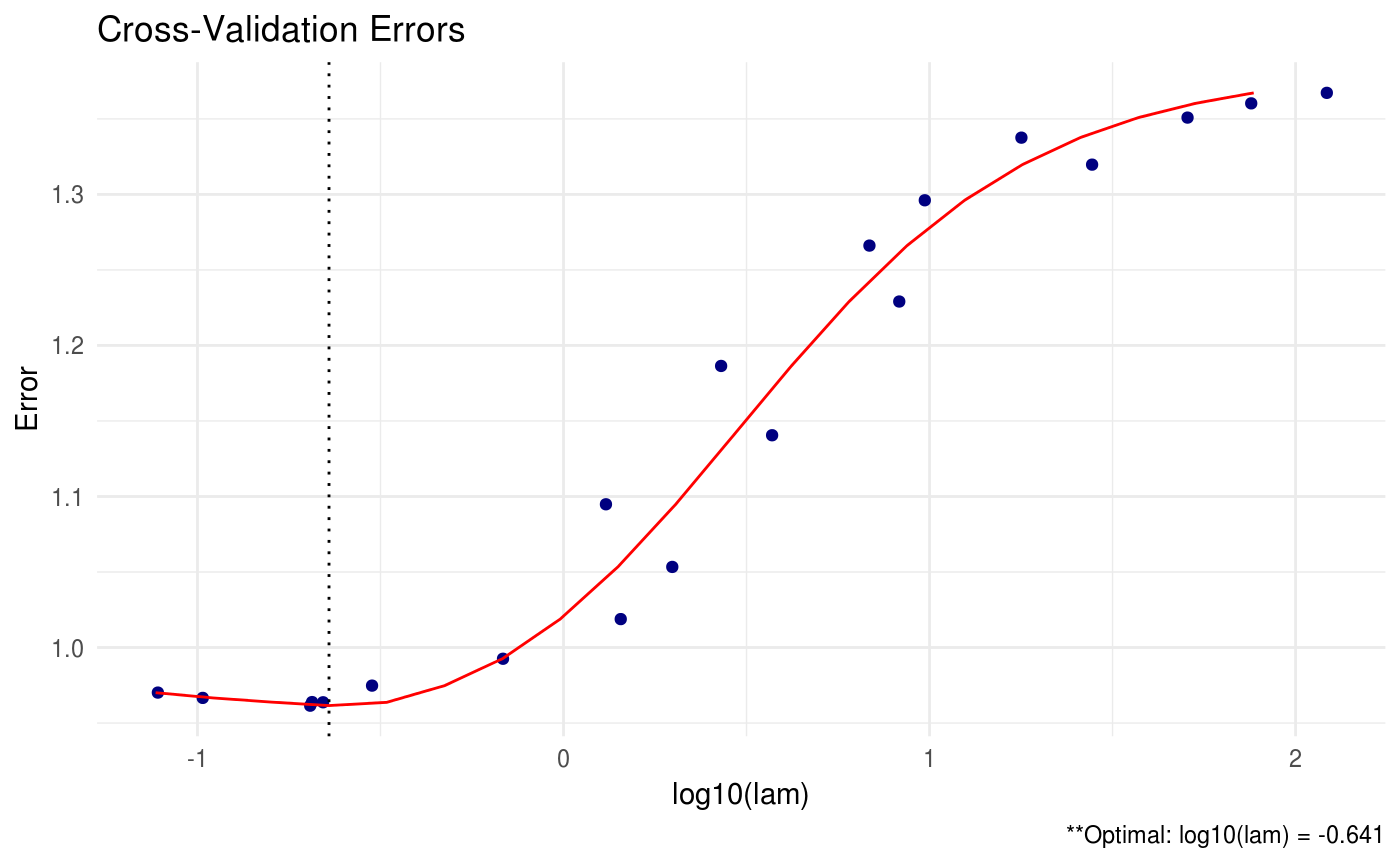 Cross-Validation Errors
Error
1.3
1.2
1.1
1.0
-1
0
1
2
log10(lam)
**Optimal: log10(lam) = -0.641